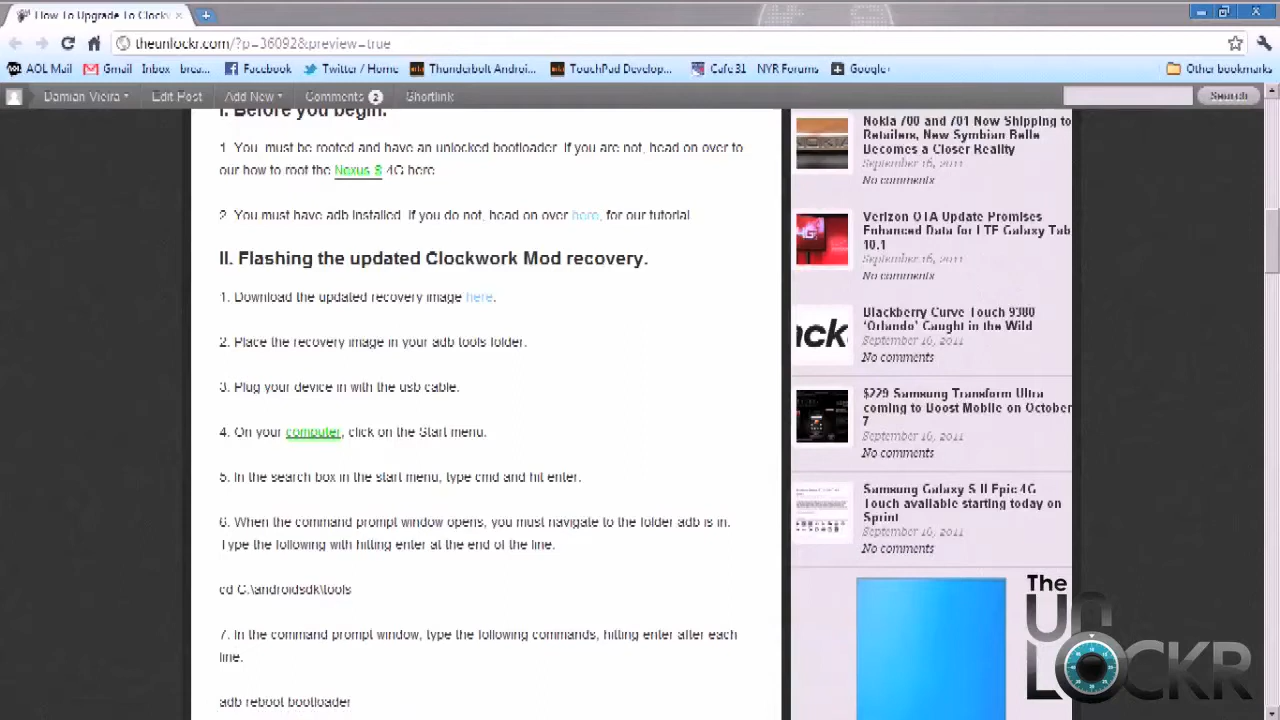 How To Upgrade To Clockw
theunlockr.com/?p=36092&preview=true
AOL Mail
Gmail
Inbox
brea...
Facebook
Twitter / Home
Thunderbolt Androi...
TouchPad Develop...
Cafe 31
NYR Forums
Google+
Other bookmarks
Damian Vieira
Edit Post
Add New
Comments 2
Shortlink
Search
I. Before you begin.
1. You must be rooted and have an unlocked bootloader. If you are not, head on over to
our how to root the Nexus S 4G here
2. You must have adb installed. If you do not, head on over here, for our tutorial
II. Flashing the updated Clockwork Mod recovery.
1. Download the updated recovery image here.
2. Place the recovery image in your adb tools folder.
3. Plug your device in with the usb cable.
4. On your computer, click on the Start menu.
5. In the search box in the start menu, type cmd and hit enter.
6. When the command prompt window opens, you must navigate to the folder adb is in.
Type the following with hitting enter at the end of the line.
cd C:\androidsdk\tools
7. In the command prompt window, type the following commands, hitting enter after each
line.
adb reboot bootloader
Nokia 700 and 701 Now Shipping to
Retailers, New Symbian Belle
Becomes a Closer Reality
September 16, 2011
No comments
4G
Verizon OTA Update Promises
Enhanced Data for LTE Galaxy Tab
10.1
September 16, 2011
No comments
ack
Blackberry Curve Touch 9380
'Orlando' Caught in the Wild
September 16, 2011
No comments
$229 Samsung Transform Ultra
coming to Boost Mobile on October
7
September 16, 2011
No comments
Samsung Galaxy S II Epic 4G
Touch available starting today on
Sprint
September 16, 2011
No comments
The
Un
LOCKR